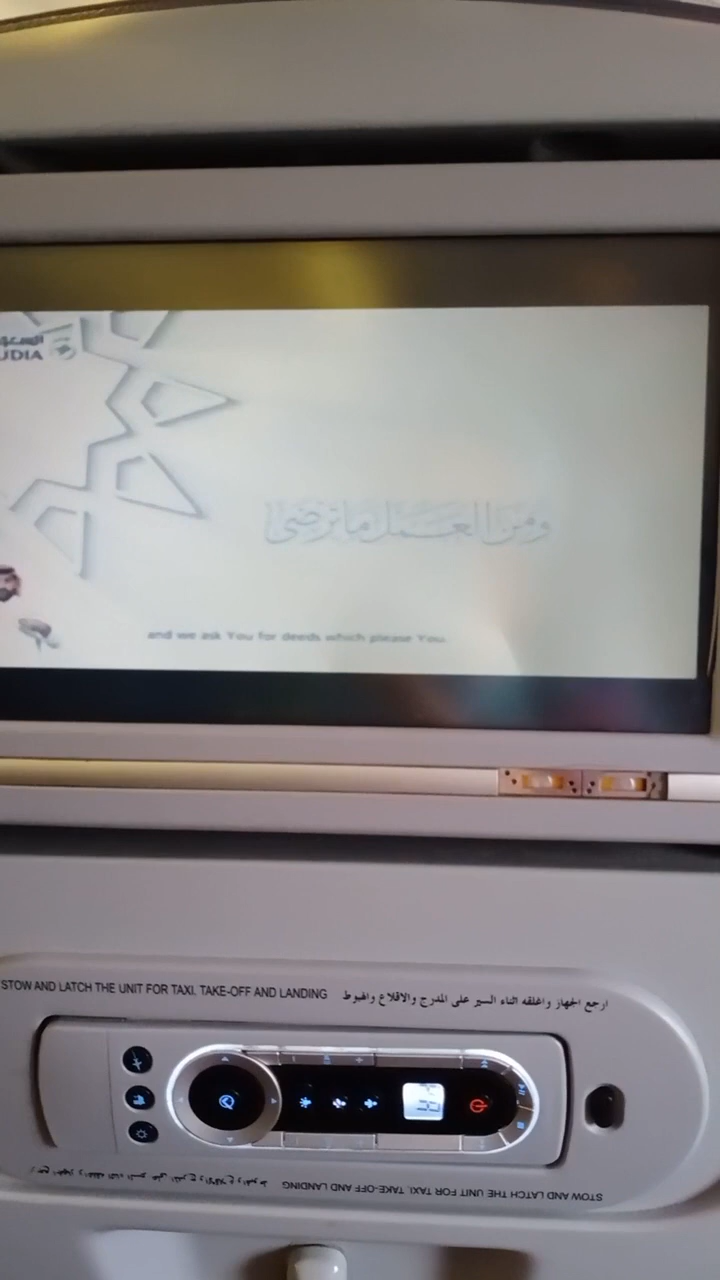 UDIA
ومن العمل ما ترضى
and we ask You for deeds which please You.
STOW AND LATCH THE UNIT FOR TAXI, TAKE-OFF AND LANDING ارجع الجهاز واغلقه اثناء السير على المدرج والاقلاع والهبوط
STOW AND LATCH THE UNIT FOR TAXI, TAKE-OFF AND LANDING